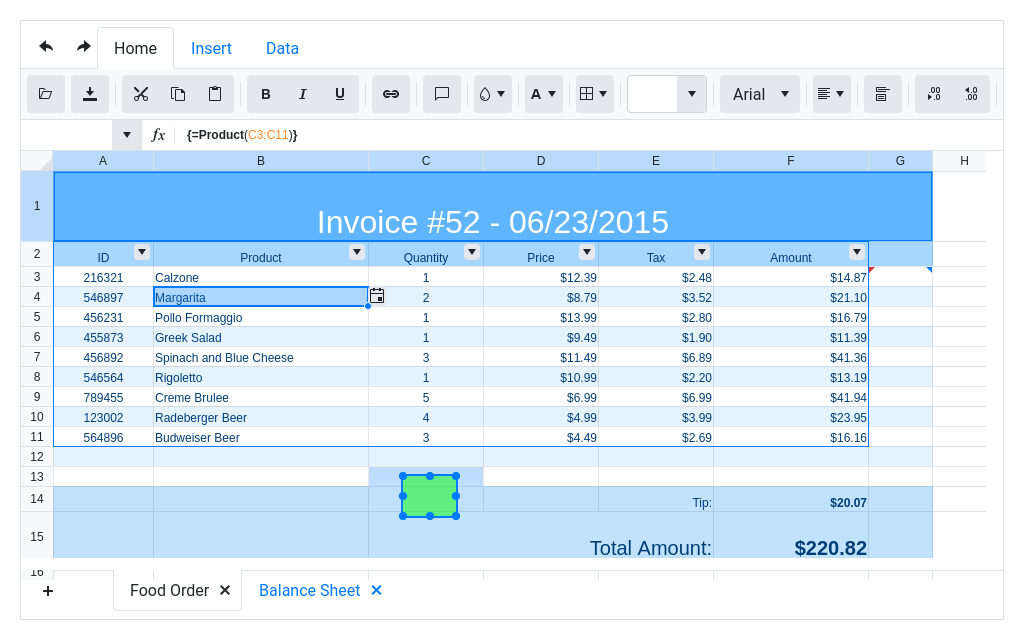 Home Insert Data
B I U A Arial .00 .0 .0 .00
fx {=Product(C3:C11)}
A B C D E F G H
1 Invoice #52 - 06/23/2015
2 ID Product Quantity Price Tax Amount
3 216321 Calzone 1 $12.39 $2.48 $14.87
4 546897 Margarita 2 $8.79 $3.52 $21.10
5 456231 Pollo Formaggio 1 $13.99 $2.80 $16.79
6 455873 Greek Salad 1 $9.49 $1.90 $11.39
7 456892 Spinach and Blue Cheese 3 $11.49 $6.89 $41.36
8 546564 Rigoletto 1 $10.99 $2.20 $13.19
9 789455 Creme Brulee 5 $6.99 $6.99 $41.94
10 123002 Radeberger Beer 4 $4.99 $3.99 $23.95
11 564896 Budweiser Beer 3 $4.49 $2.69 $16.16
12
13
14 Tip: $20.07
15 Total Amount: $220.82
16
Food Order Balance Sheet